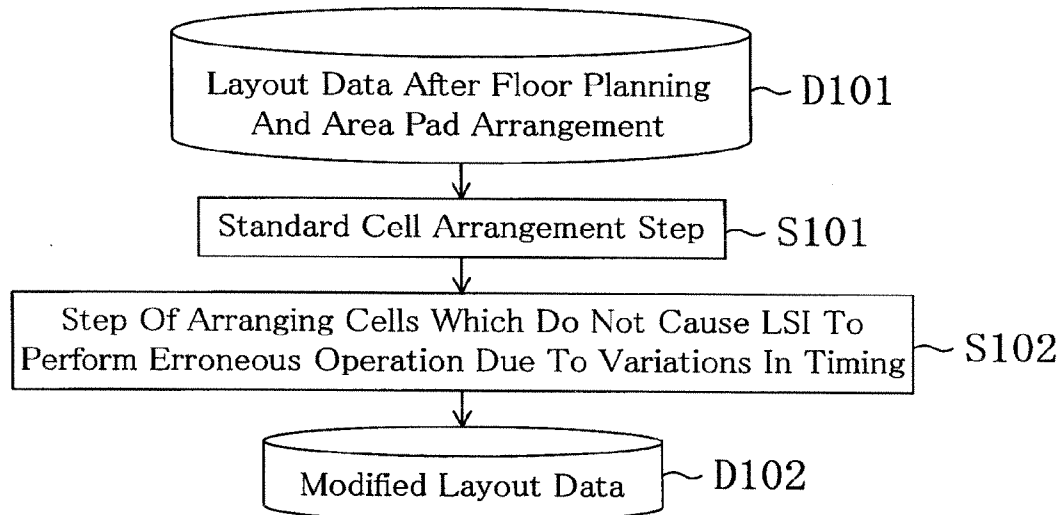 Layout Data After Floor Planning
And Area Pad Arrangement
D101
Standard Cell Arrangement Step
S101
Step Of Arranging Cells Which Do Not Cause LSI To
Perform Erroneous Operation Due To Variations In Timing
S102
Modified Layout Data
D102